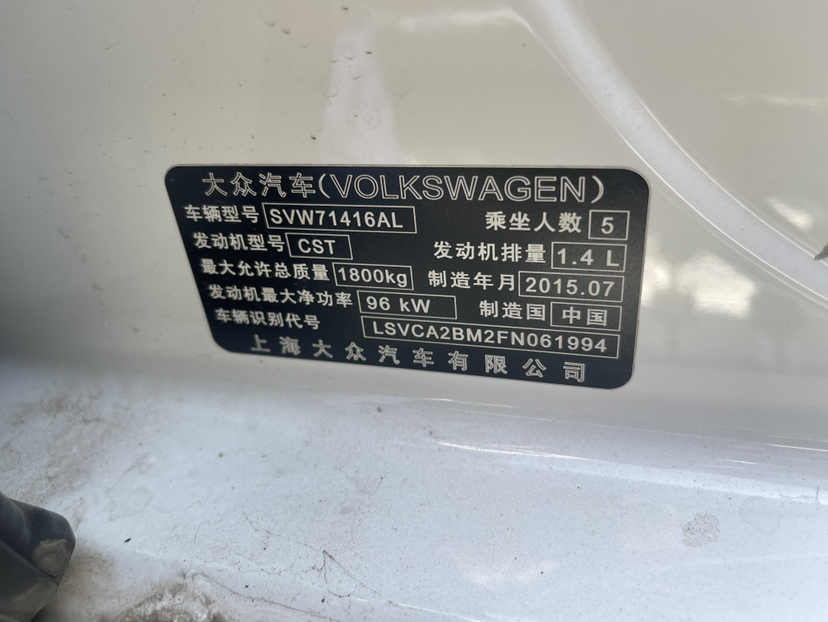 大众汽车(VOLKSWAGEN)
车辆型号 SVW71416AL 乘坐人数 5
发动机型号 CST 发动机排量 1.4 L
最大允许总质量 1800kg 制造年月 2015.07
发动机最大净功率 96 kW 制造国 中国
车辆识别代号 LSVCA2BM2FN061994
上海大众汽车有限公司